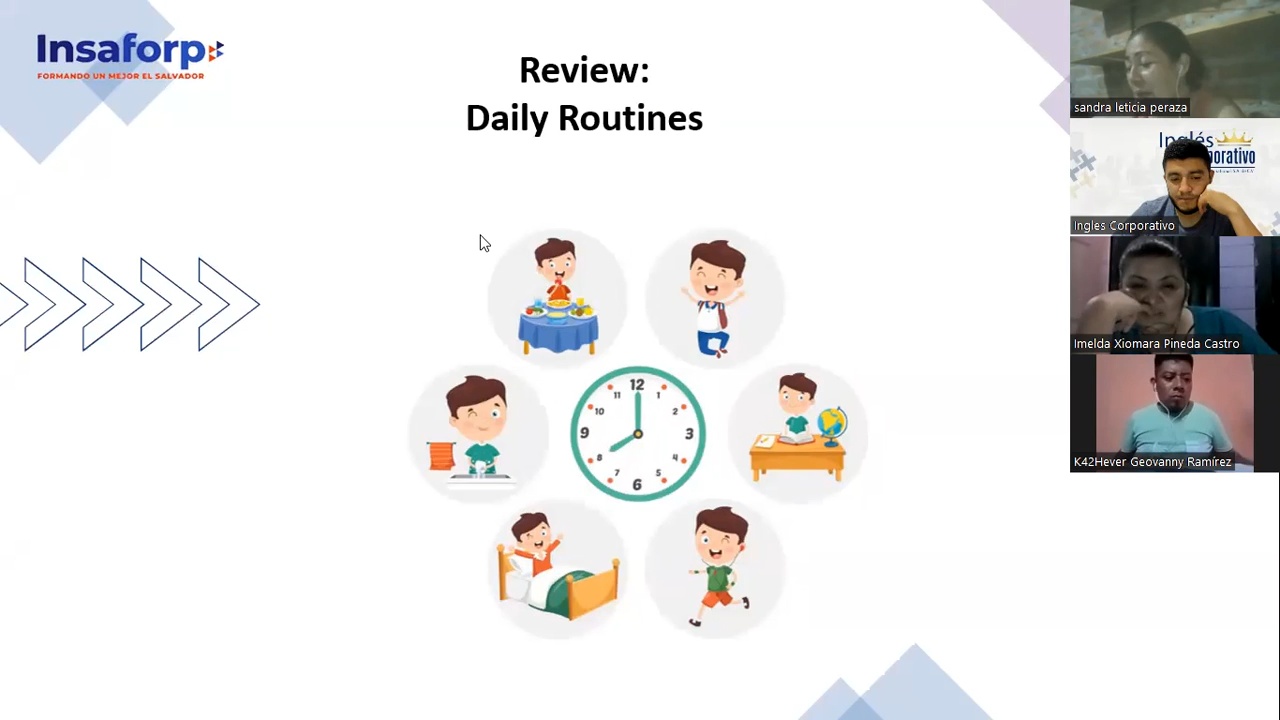 Insaforp
FORMANDO UN MEJOR EL SALVADOR
Review:
Daily Routines
12
1
2
3
4
5
6
7
8
9
10
11
sandra leticia peraza
Inglés
Ingles Corporativo
Imelda Xiomara Pineda Castro
K42Hever Geovanny Ramírez